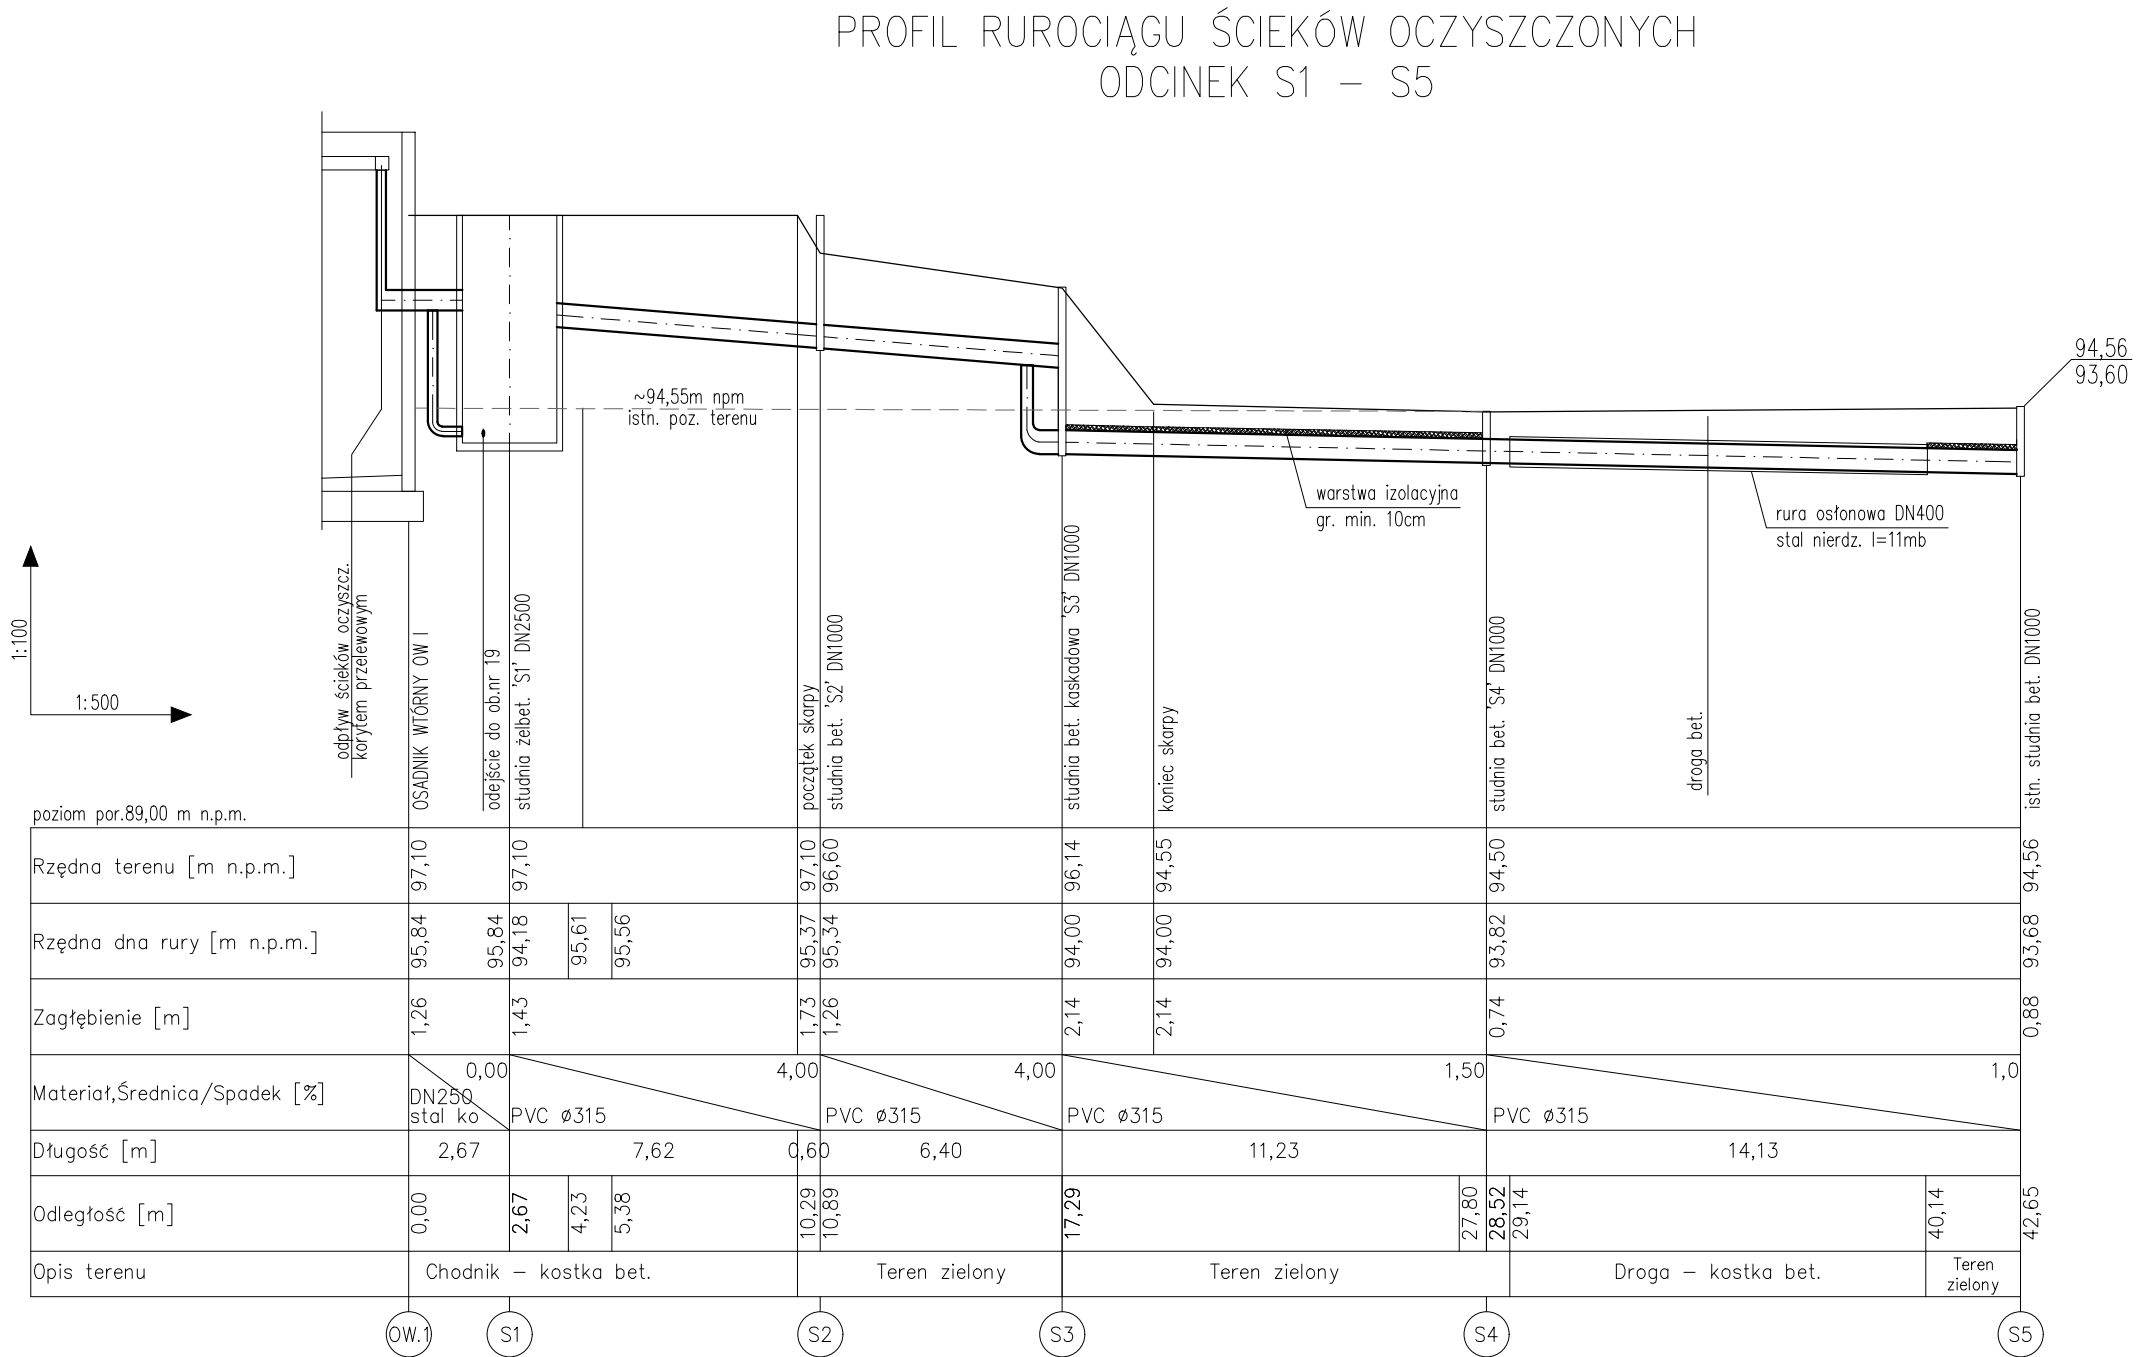 PROFIL RUROCIĄGU ŚCIEKÓW OCZYSZCZONYCH
ODCINEK S1 – S5
94,56
93,60
~94,55m npm
istn. poz. terenu
warstwa izolacyjna
gr. min. 10cm
rura osłonowa DN400
stal nierdz. l=11mb
1:100
1:500
odpływ ścieków oczyszcz.
korytem przelewowym
OSADNIK WTÓRNY OW I
odejście do ob.nr 19
studnia żelbet. 'S1' DN2500
początek skarpy
studnia bet. 'S2' DN1000
studnia bet. kaskadowa 'S3' DN1000
koniec skarpy
studnia bet. 'S4' DN1000
droga bet.
istn. studnia bet. DN1000
poziom por.89,00 m n.p.m.
Rzędna terenu [m n.p.m.] 97,10 97,10 97,10 96,60 96,14 94,55 94,50 94,56
Rzędna dna rury [m n.p.m.] 95,84 95,84 94,18 95,61 95,56 95,37 95,34 94,00 94,00 93,82 93,68
Zagłębienie [m] 1,26 1,43 1,73 1,26 2,14 2,14 0,74 0,88
0,00 4,00 4,00 1,50 1,0
Materiał,Średnica/Spadek [%]
DN250
stal ko PVC ø315 PVC ø315 PVC ø315 PVC ø315
Długość [m] 2,67 7,62 0,60 6,40 11,23 14,13
Odległość [m] 0,00 2,67 4,23 5,38 10,29 10,89 17,29 27,80 28,52 29,14 40,14 42,65
Opis terenu Chodnik – kostka bet. Teren zielony Teren zielony Droga – kostka bet. Teren
zielony
OW.1 S1 S2 S3 S4 S5